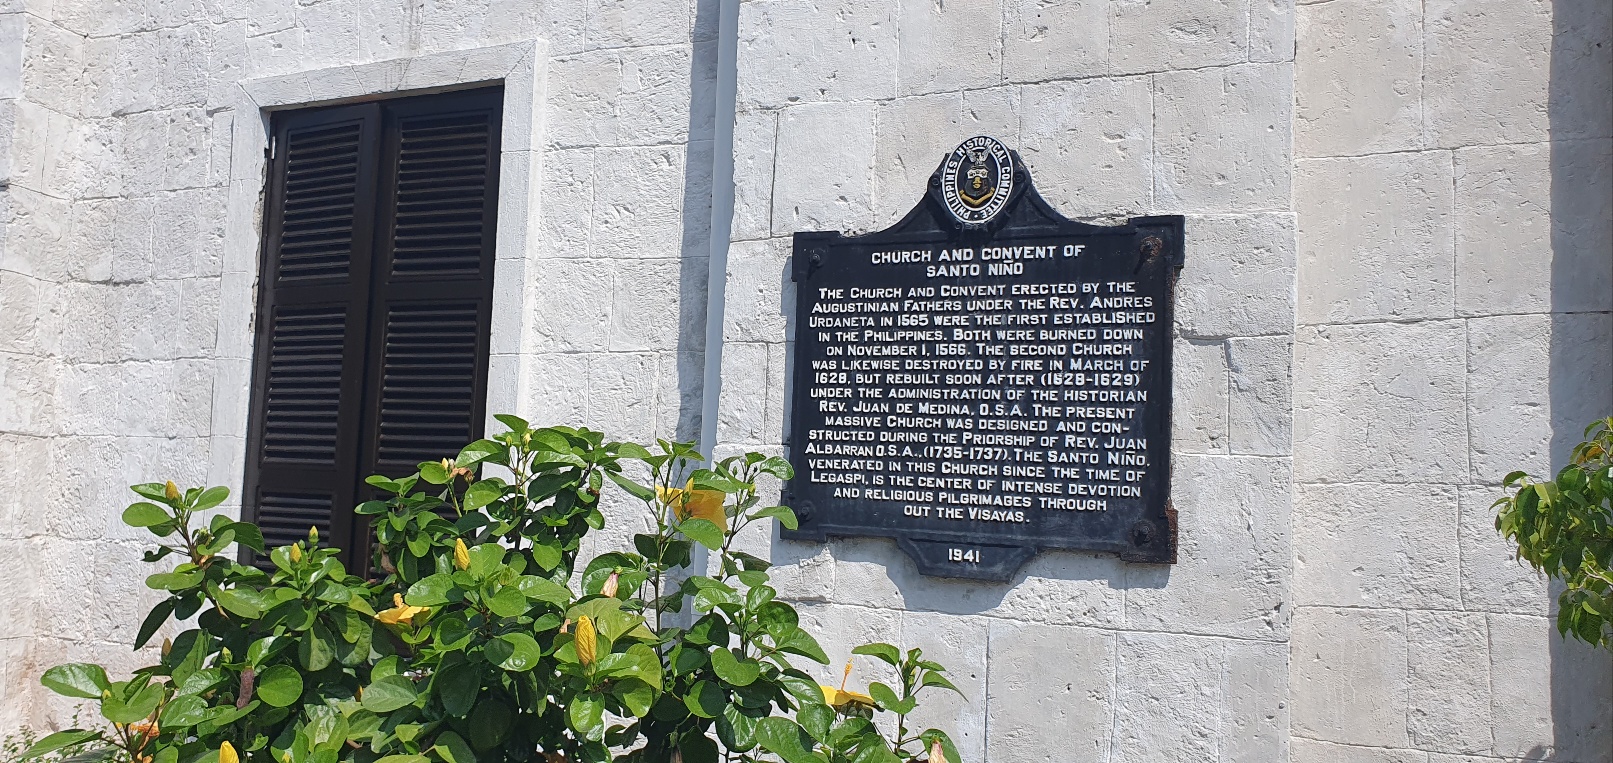 PHILIPPINES HISTORICAL COMMITTEE
CHURCH AND CONVENT OF
SANTO NIÑO
THE CHURCH AND CONVENT ERECTED BY THE
AUGUSTINIAN FATHERS UNDER THE REV. ANDRES
URDANETA IN 1565 WERE THE FIRST ESTABLISHED
IN THE PHILIPPINES. BOTH WERE BURNED DOWN
ON NOVEMBER 1, 1566. THE SECOND CHURCH
WAS LIKEWISE DESTROYED BY FIRE IN MARCH OF
1628, BUT REBUILT SOON AFTER (1628-1629)
UNDER THE ADMINISTRATION OF THE HISTORIAN
REV. JUAN DE MEDINA, O.S.A. THE PRESENT
MASSIVE CHURCH WAS DESIGNED AND CON-
STRUCTED DURING THE PRIORSHIP OF REV. JUAN
ALBARRAN O.S.A., (1735-1737). THE SANTO NIÑO,
VENERATED IN THIS CHURCH SINCE THE TIME OF
LEGASPI, IS THE CENTER OF INTENSE DEVOTION
AND RELIGIOUS PILGRIMAGES THROUGH
OUT THE VISAYAS.
1941